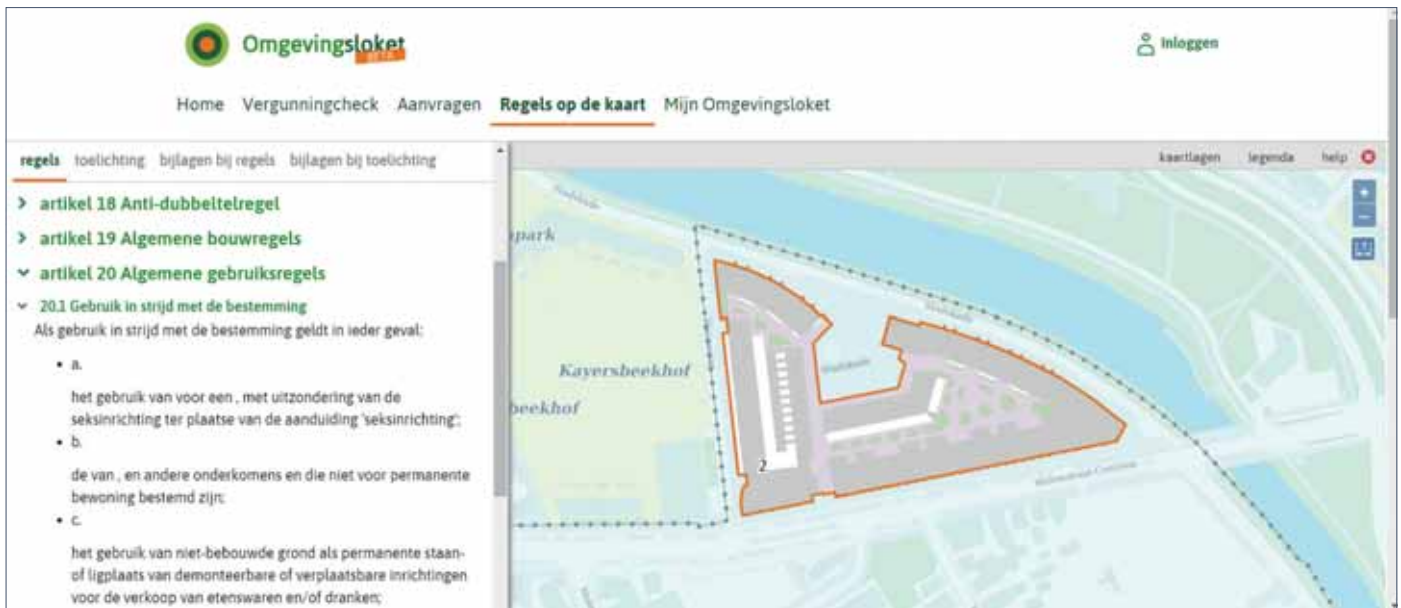 Omgevingsloket
BETA
Inloggen
Home Vergunningcheck Aanvragen Regels op de kaart Mijn Omgevingsloket
regels toelichting bijlagen bij regels bijlagen bij toelichting
kaartlagen legenda help
artikel 18 Anti-dubbeltelregel
artikel 19 Algemene bouwregels
artikel 20 Algemene gebruiksregels
20.1 Gebruik in strijd met de bestemming
Als gebruik in strijd met de bestemming geldt in ieder geval:
• a.
het gebruik van voor een , met uitzondering van de
seksinrichting ter plaatse van de aanduiding 'seksinrichting';
• b.
de van , en andere onderkomens en die niet voor permanente
bewoning bestemd zijn;
• c.
het gebruik van niet-bebouwde grond als permanente staan-
of ligplaats van demonteerbare of verplaatsbare inrichtingen
voor de verkoop van etenswaren en/of dranken;
+
−
park
Kayersbeekhof
beekhof
2